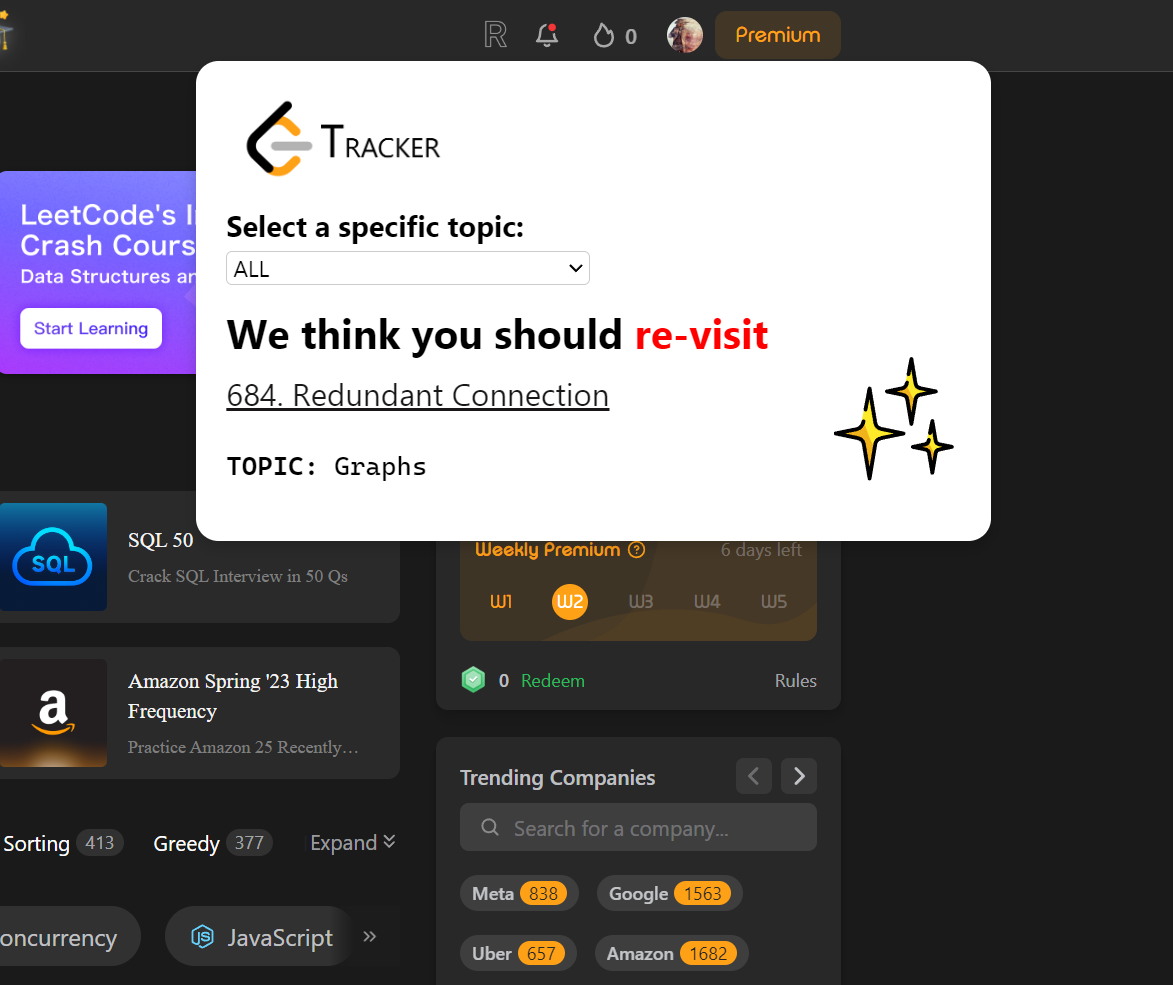 R
0
Premium
TRACKER
Select a specific topic:
ALL
We think you should re-visit
684. Redundant Connection
TOPIC: Graphs
LeetCode's I
Crash Cours
Data Structures an
Start Learning
SQL
SQL 50
Crack SQL Interview in 50 Qs
Weekly Premium ?
6 days left
W1 W2 W3 W4 W5
0 Redeem
Rules
a
Amazon Spring '23 High
Frequency
Practice Amazon 25 Recently…
Sorting 413
Greedy 377
Expand
oncurrency
JS JavaScript
Trending Companies
Search for a company...
Meta 838
Google 1563
Uber 657
Amazon 1682